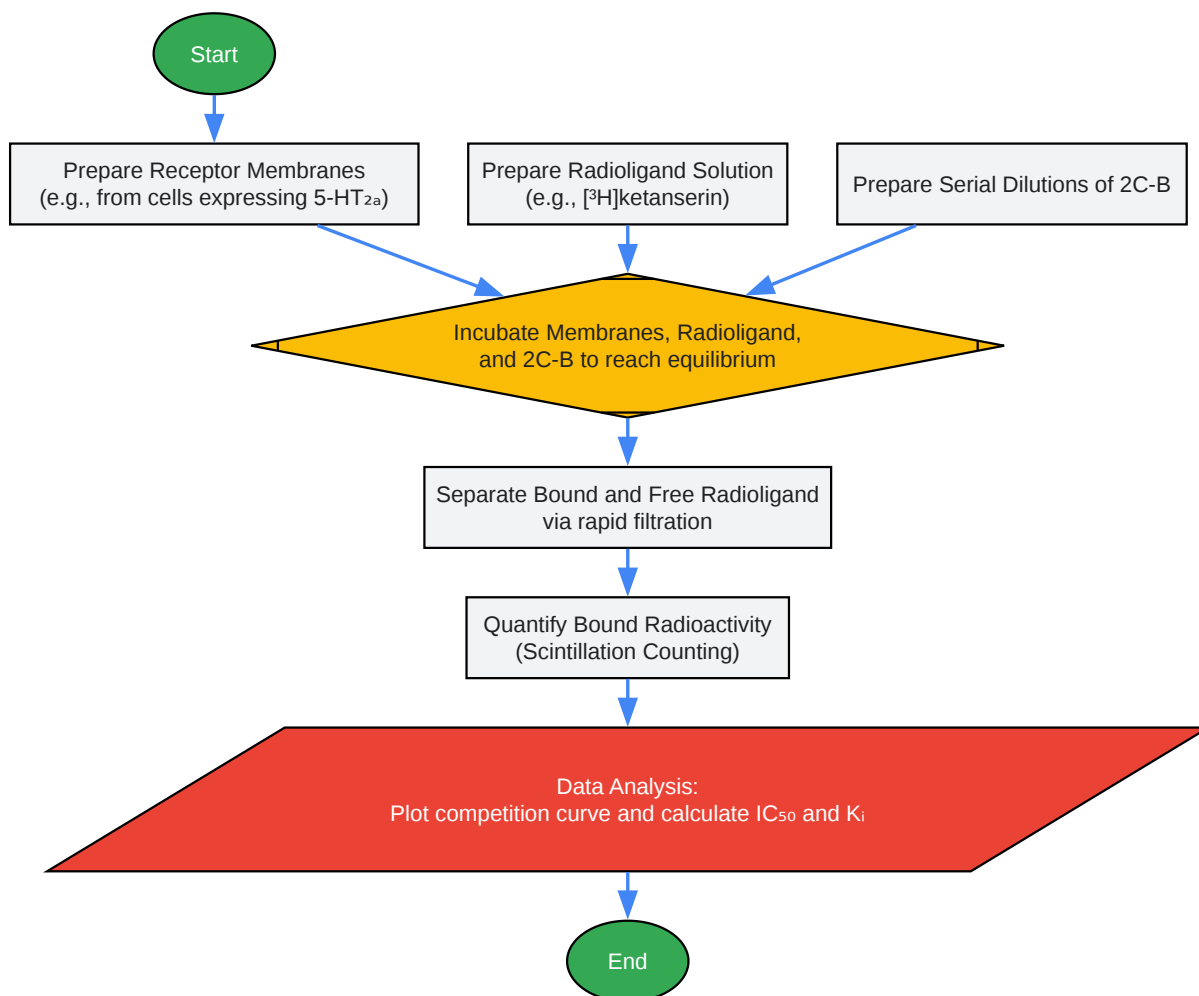 Start
Prepare Receptor Membranes
(e.g., from cells expressing 5-HT₂ₐ)
Prepare Radioligand Solution
(e.g., [³H]ketanserin)
Prepare Serial Dilutions of 2C-B
Incubate Membranes, Radioligand,
and 2C-B to reach equilibrium
Separate Bound and Free Radioligand
via rapid filtration
Quantify Bound Radioactivity
(Scintillation Counting)
Data Analysis:
Plot competition curve and calculate IC₅₀ and Kᵢ
End